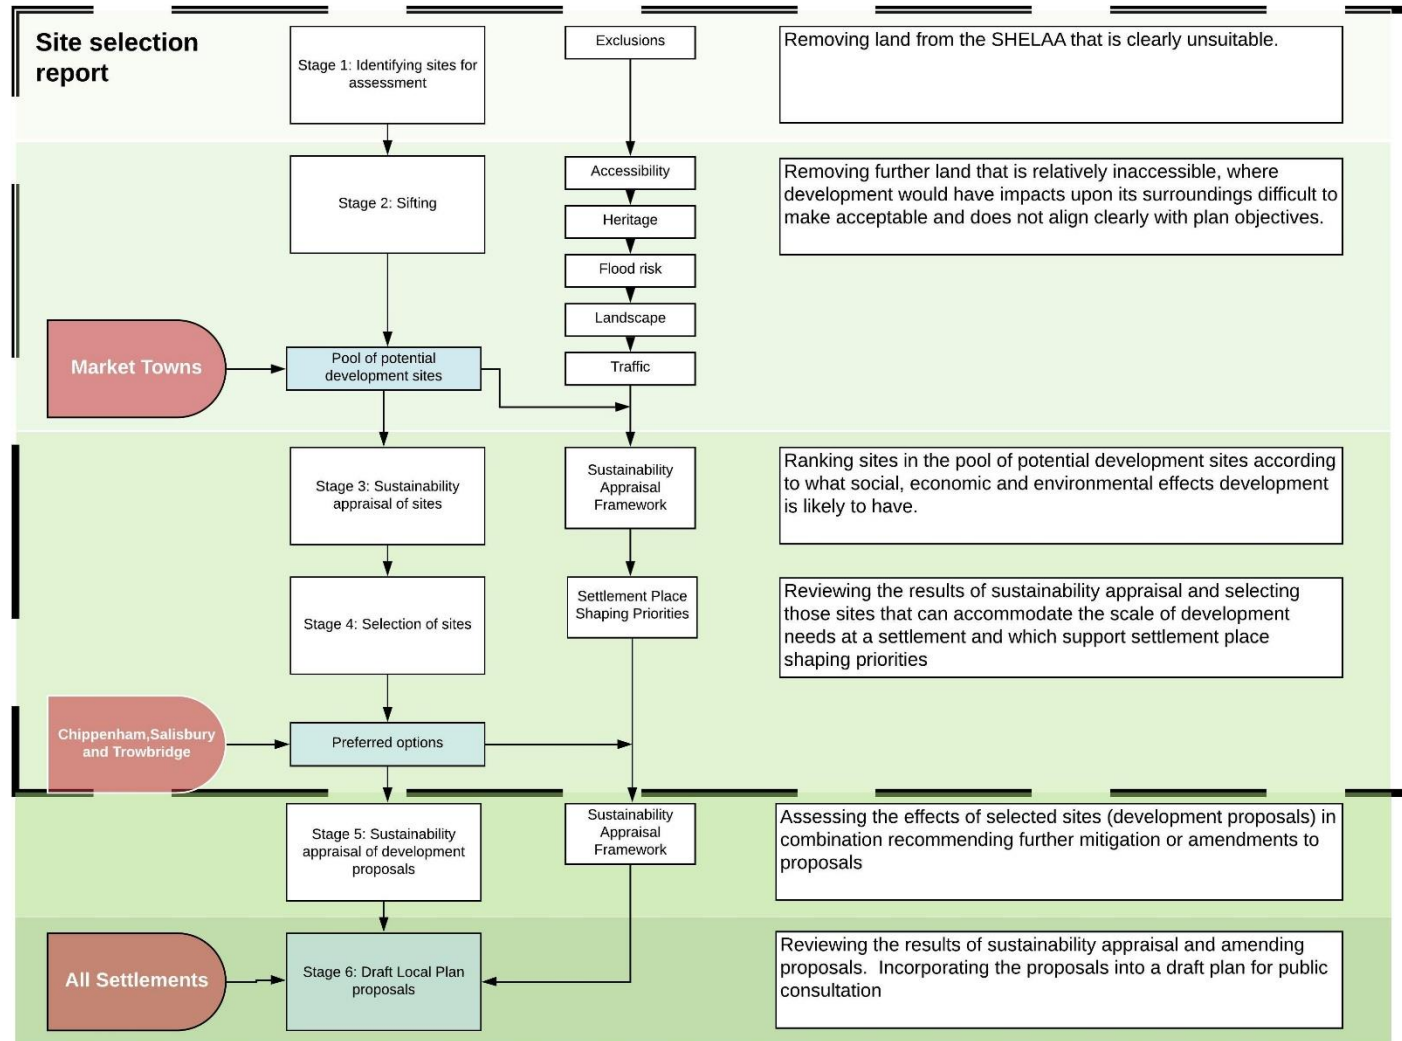 Site selection
report
Stage 1: Identifying sites for
assessment
Exclusions
Removing land from the SHELAA that is clearly unsuitable.
Stage 2: Sifting
Accessibility
Heritage
Flood risk
Landscape
Traffic
Removing further land that is relatively inaccessible, where
development would have impacts upon its surroundings difficult to
make acceptable and does not align clearly with plan objectives.
Market Towns
Pool of potential
development sites
Stage 3: Sustainability
appraisal of sites
Sustainability
Appraisal
Framework
Ranking sites in the pool of potential development sites according
to what social, economic and environmental effects development
is likely to have.
Stage 4: Selection of sites
Settlement Place
Shaping Priorities
Reviewing the results of sustainability appraisal and selecting
those sites that can accommodate the scale of development
needs at a settlement and which support settlement place
shaping priorities
Chippenham,Salisbury
and Trowbridge
Preferred options
Stage 5: Sustainability
appraisal of development
proposals
Sustainability
Appraisal
Framework
Assessing the effects of selected sites (development proposals) in
combination recommending further mitigation or amendments to
proposals
All Settlements
Stage 6: Draft Local Plan
proposals
Reviewing the results of sustainability appraisal and amending
proposals.  Incorporating the proposals into a draft plan for public
consultation